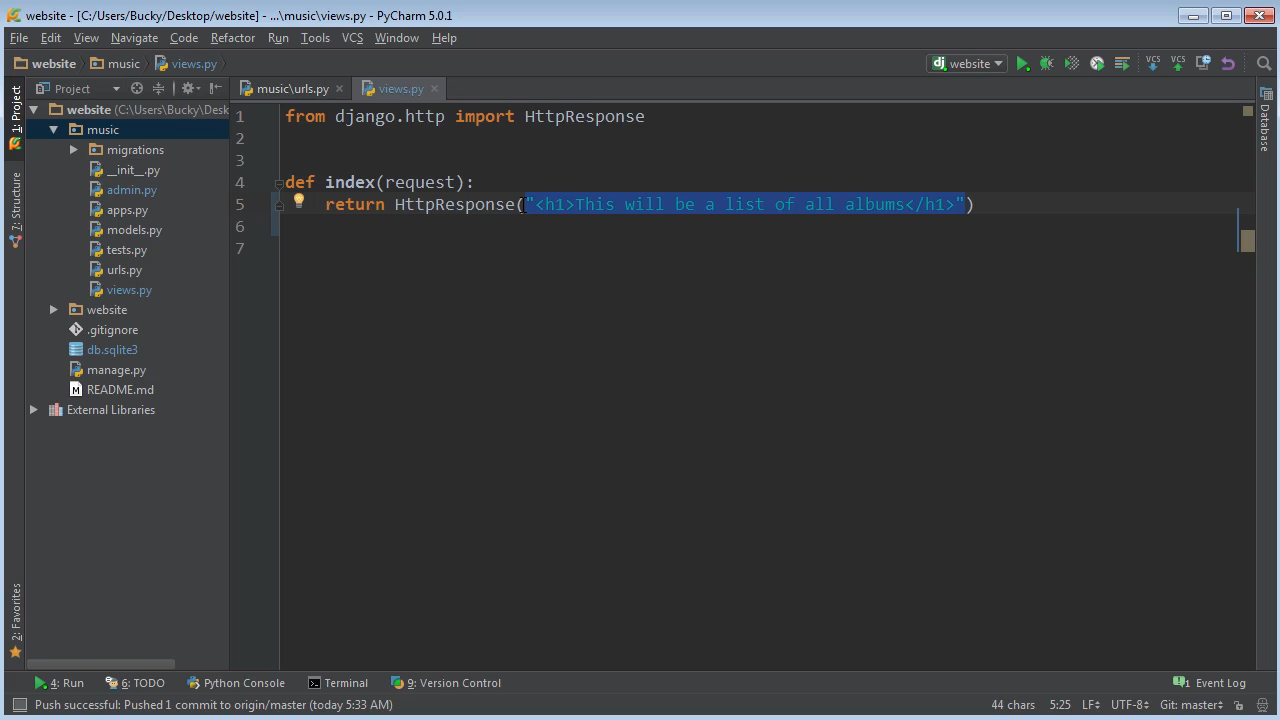 website - [C:/Users/Bucky/Desktop/website] - ...\music\views.py - PyCharm 5.0.1
File Edit View Navigate Code Refactor Run Tools VCS Window Help
website music views.py
dj website VCS VCS
Project music\urls.py views.py
1: Project
7: Structure
2: Favorites
Database
website (C:\Users\Bucky\Desk
music
migrations
__init__.py
admin.py
apps.py
models.py
tests.py
urls.py
views.py
website
.gitignore
db.sqlite3
manage.py
M README.md
External Libraries
1 from django.http import HttpResponse
2
3
4 def index(request):
5 return HttpResponse("<h1>This will be a list of all albums</h1>")
6
7
4: Run 6: TODO Python Console Terminal 9: Version Control 1 Event Log
Push successful: Pushed 1 commit to origin/master (today 5:33 AM) 44 chars 5:25 LF÷ UTF-8÷ Git: master÷